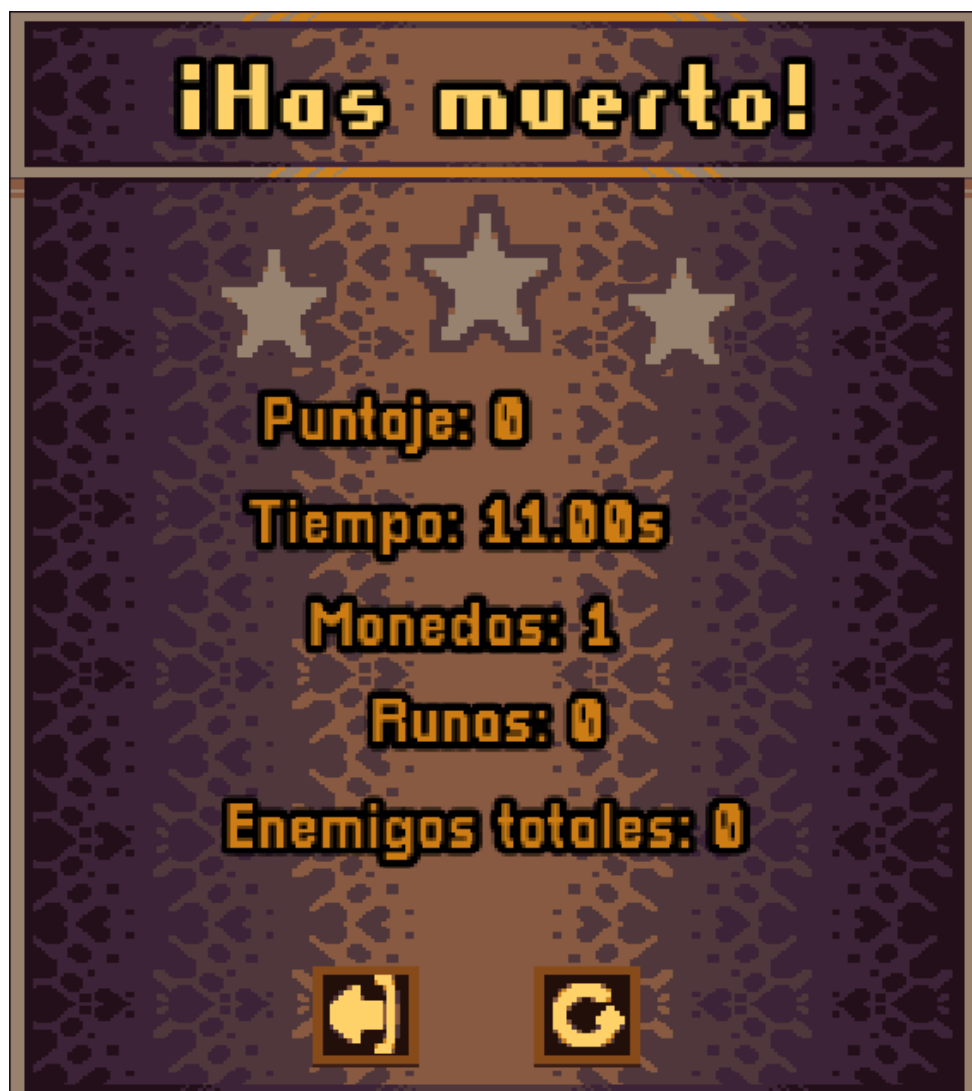 ¡Has muerto!
Puntaje: 0
Tiempo: 11.00s
Monedas: 1
Runas: 0
Enemigos totales: 0